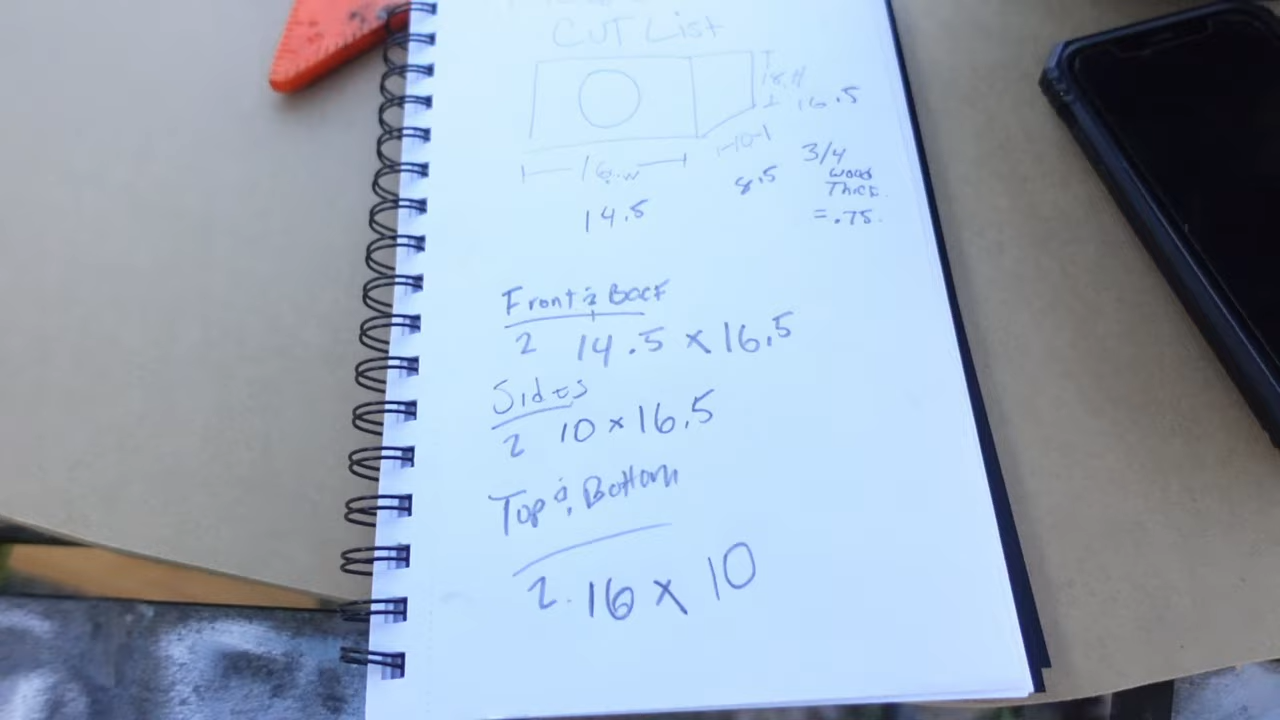 CUT List
18 H
16.5
10
16 w
8.5
3/4
wood
Thick
= .75
14.5
Front & Back
2 14.5 x 16.5
Sides
2 10 x 16.5
Top & Bottom
2. 16 x 10